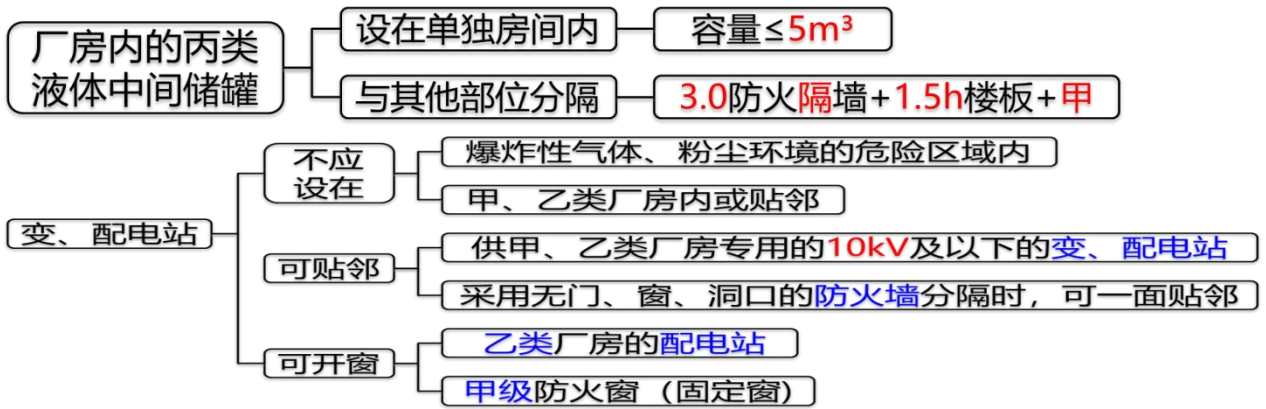 厂房内的丙类
液体中间储罐
设在单独房间内
容量≤5m³
与其他部位分隔
3.0防火隔墙+1.5h楼板+甲
变、配电站
不应
设在
爆炸性气体、粉尘环境的危险区域内
甲、乙类厂房内或贴邻
可贴邻
供甲、乙类厂房专用的10kV及以下的变、配电站
采用无门、窗、洞口的防火墙分隔时，可一面贴邻
可开窗
乙类厂房的配电站
甲级防火窗（固定窗）